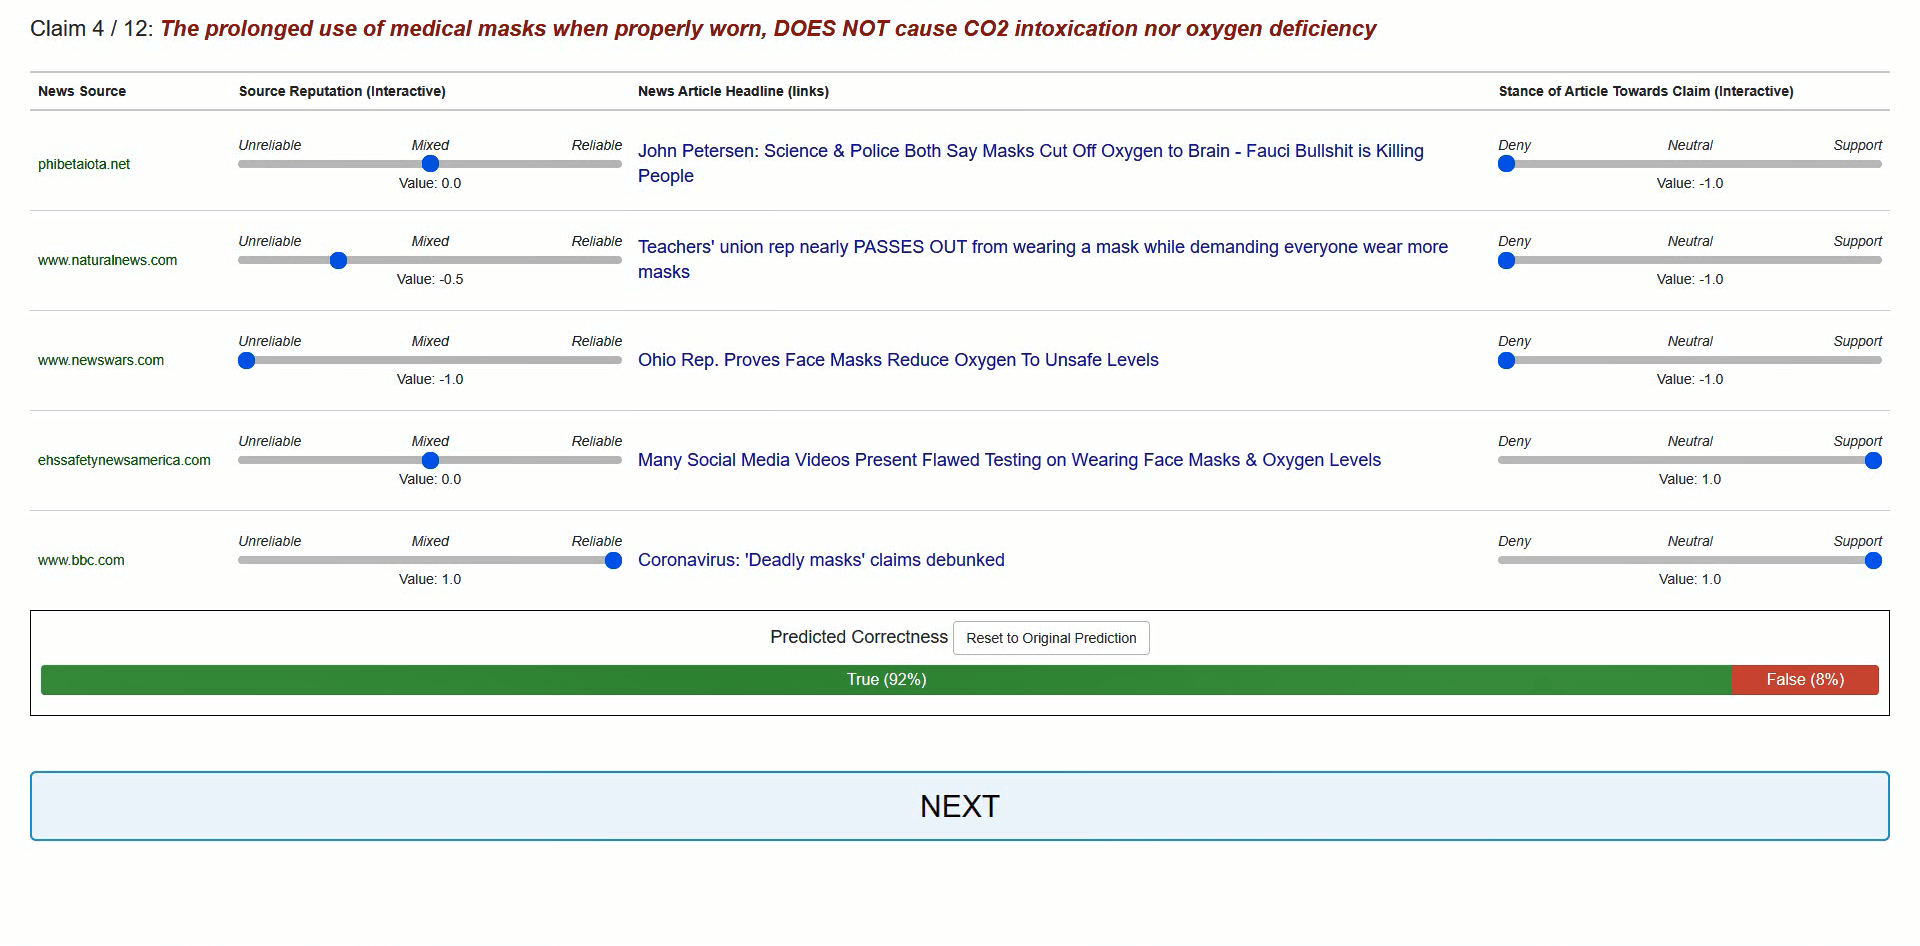 Claim 4 / 12: The prolonged use of medical masks when properly worn, DOES NOT cause CO2 intoxication nor oxygen deficiency
News Source Source Reputation (Interactive) News Article Headline (links) Stance of Article Towards Claim (Interactive)
Unreliable Mixed Reliable Deny Neutral Support
phibetaiota.net John Petersen: Science & Police Both Say Masks Cut Off Oxygen to Brain - Fauci Bullshit is Killing
People
Value: 0.0 Value: -1.0
Unreliable Mixed Reliable Deny Neutral Support
www.naturalnews.com Teachers' union rep nearly PASSES OUT from wearing a mask while demanding everyone wear more
masks
Value: -0.5 Value: -1.0
Unreliable Mixed Reliable Deny Neutral Support
www.newswars.com Ohio Rep. Proves Face Masks Reduce Oxygen To Unsafe Levels
Value: -1.0 Value: -1.0
Unreliable Mixed Reliable Deny Neutral Support
ehssafetynewsamerica.com Many Social Media Videos Present Flawed Testing on Wearing Face Masks & Oxygen Levels
Value: 0.0 Value: 1.0
Unreliable Mixed Reliable Deny Neutral Support
www.bbc.com Coronavirus: 'Deadly masks' claims debunked
Value: 1.0 Value: 1.0
Predicted Correctness Reset to Original Prediction
True (92%) False (8%)
NEXT